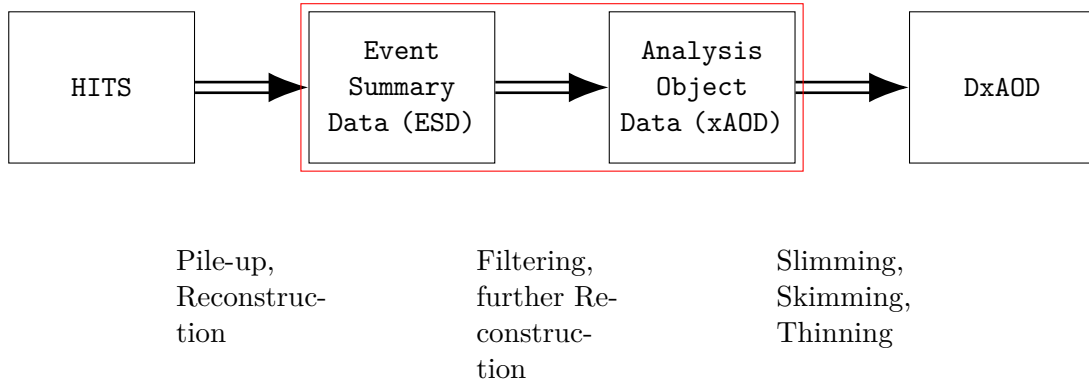 HITS
Event
Summary
Data (ESD)
Analysis
Object
Data (xAOD)
DxAOD
Pile-up,
Reconstruc-
tion
Filtering,
further Re-
construc-
tion
Slimming,
Skimming,
Thinning